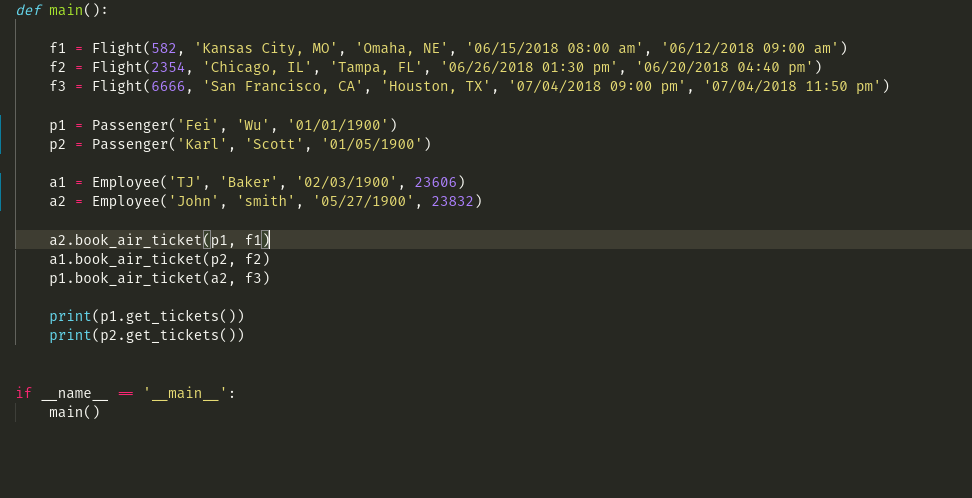 def main():
f1 = Flight(582, 'Kansas City, MO', 'Omaha, NE', '06/15/2018 08:00 am', '06/12/2018 09:00 am')
f2 = Flight(2354, 'Chicago, IL', 'Tampa, FL', '06/26/2018 01:30 pm', '06/20/2018 04:40 pm')
f3 = Flight(6666, 'San Francisco, CA', 'Houston, TX', '07/04/2018 09:00 pm', '07/04/2018 11:50 pm')
p1 = Passenger('Fei', 'Wu', '01/01/1900')
p2 = Passenger('Karl', 'Scott', '01/05/1900')
a1 = Employee('TJ', 'Baker', '02/03/1900', 23606)
a2 = Employee('John', 'smith', '05/27/1900', 23832)
a2.book_air_ticket(p1, f1)
a1.book_air_ticket(p2, f2)
p1.book_air_ticket(a2, f3)
print(p1.get_tickets())
print(p2.get_tickets())
if __name__ == '__main__':
main()